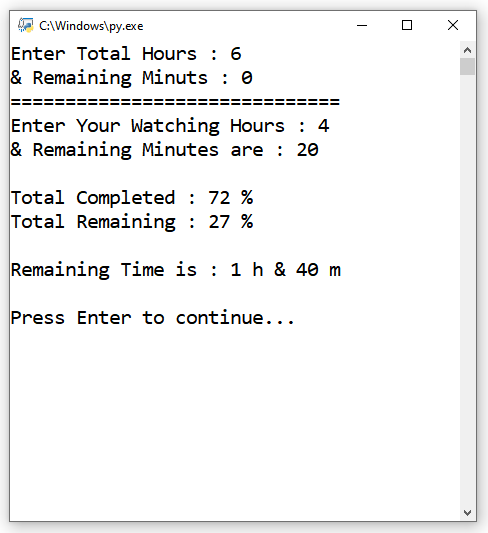 C:\Windows\py.exe
Enter Total Hours : 6
& Remaining Minuts : 0
==============================
Enter Your Watching Hours : 4
& Remaining Minutes are : 20
Total Completed : 72 %
Total Remaining : 27 %
Remaining Time is : 1 h & 40 m
Press Enter to continue...